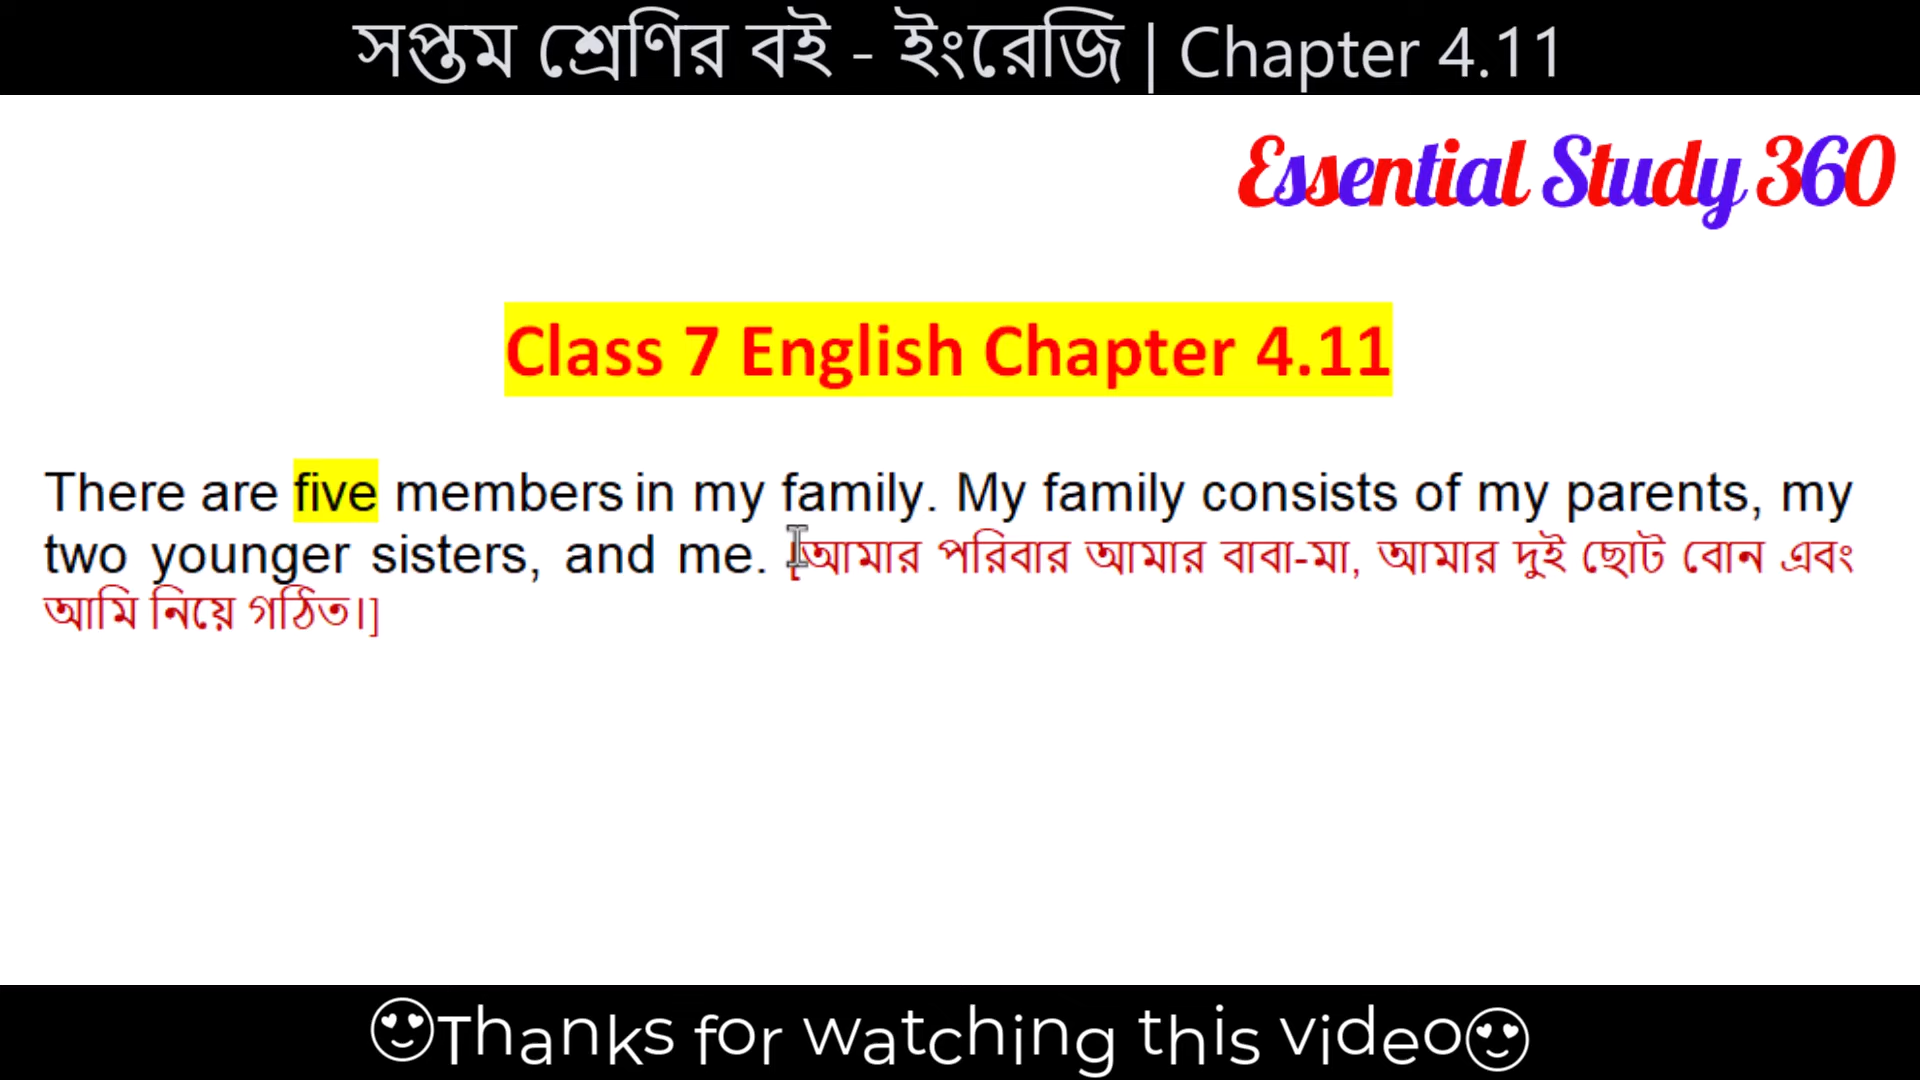 সপ্তম শ্রেণির বই - ইংরেজি | Chapter 4.11
Essential Study 360
Class 7 English Chapter 4.11
There are five members in my family. My family consists of my parents, my
two younger sisters, and me. [আমার পরিবার আমার বাবা-মা, আমার দুই ছোট বোন এবং
আমি নিয়ে গঠিত।]
😍Thanks for watching this video😍